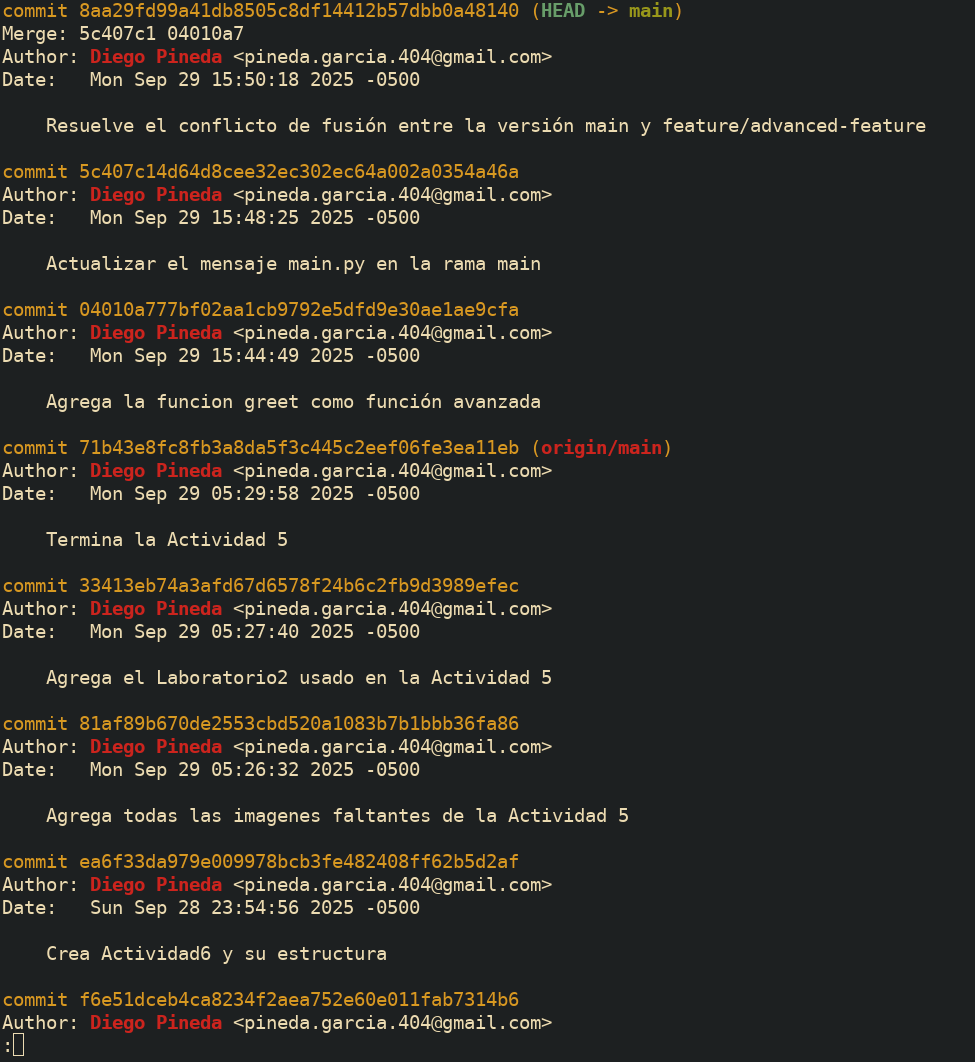 commit 8aa29fd99a41db8505c8df14412b57dbb0a48140 (HEAD -> main)
Merge: 5c407c1 04010a7
Author: Diego Pineda <pineda.garcia.404@gmail.com>
Date:   Mon Sep 29 15:50:18 2025 -0500

    Resuelve el conflicto de fusión entre la versión main y feature/advanced-feature

commit 5c407c14d64d8cee32ec302ec64a002a0354a46a
Author: Diego Pineda <pineda.garcia.404@gmail.com>
Date:   Mon Sep 29 15:48:25 2025 -0500

    Actualizar el mensaje main.py en la rama main

commit 04010a777bf02aa1cb9792e5dfd9e30ae1ae9cfa
Author: Diego Pineda <pineda.garcia.404@gmail.com>
Date:   Mon Sep 29 15:44:49 2025 -0500

    Agrega la funcion greet como función avanzada

commit 71b43e8fc8fb3a8da5f3c445c2eef06fe3ea11eb (origin/main)
Author: Diego Pineda <pineda.garcia.404@gmail.com>
Date:   Mon Sep 29 05:29:58 2025 -0500

    Termina la Actividad 5

commit 33413eb74a3afd67d6578f24b6c2fb9d3989efec
Author: Diego Pineda <pineda.garcia.404@gmail.com>
Date:   Mon Sep 29 05:27:40 2025 -0500

    Agrega el Laboratorio2 usado en la Actividad 5

commit 81af89b670de2553cbd520a1083b7b1bbb36fa86
Author: Diego Pineda <pineda.garcia.404@gmail.com>
Date:   Mon Sep 29 05:26:32 2025 -0500

    Agrega todas las imagenes faltantes de la Actividad 5

commit ea6f33da979e009978bcb3fe482408ff62b5d2af
Author: Diego Pineda <pineda.garcia.404@gmail.com>
Date:   Sun Sep 28 23:54:56 2025 -0500

    Crea Actividad6 y su estructura

commit f6e51dceb4ca8234f2aea752e60e011fab7314b6
Author: Diego Pineda <pineda.garcia.404@gmail.com>
: